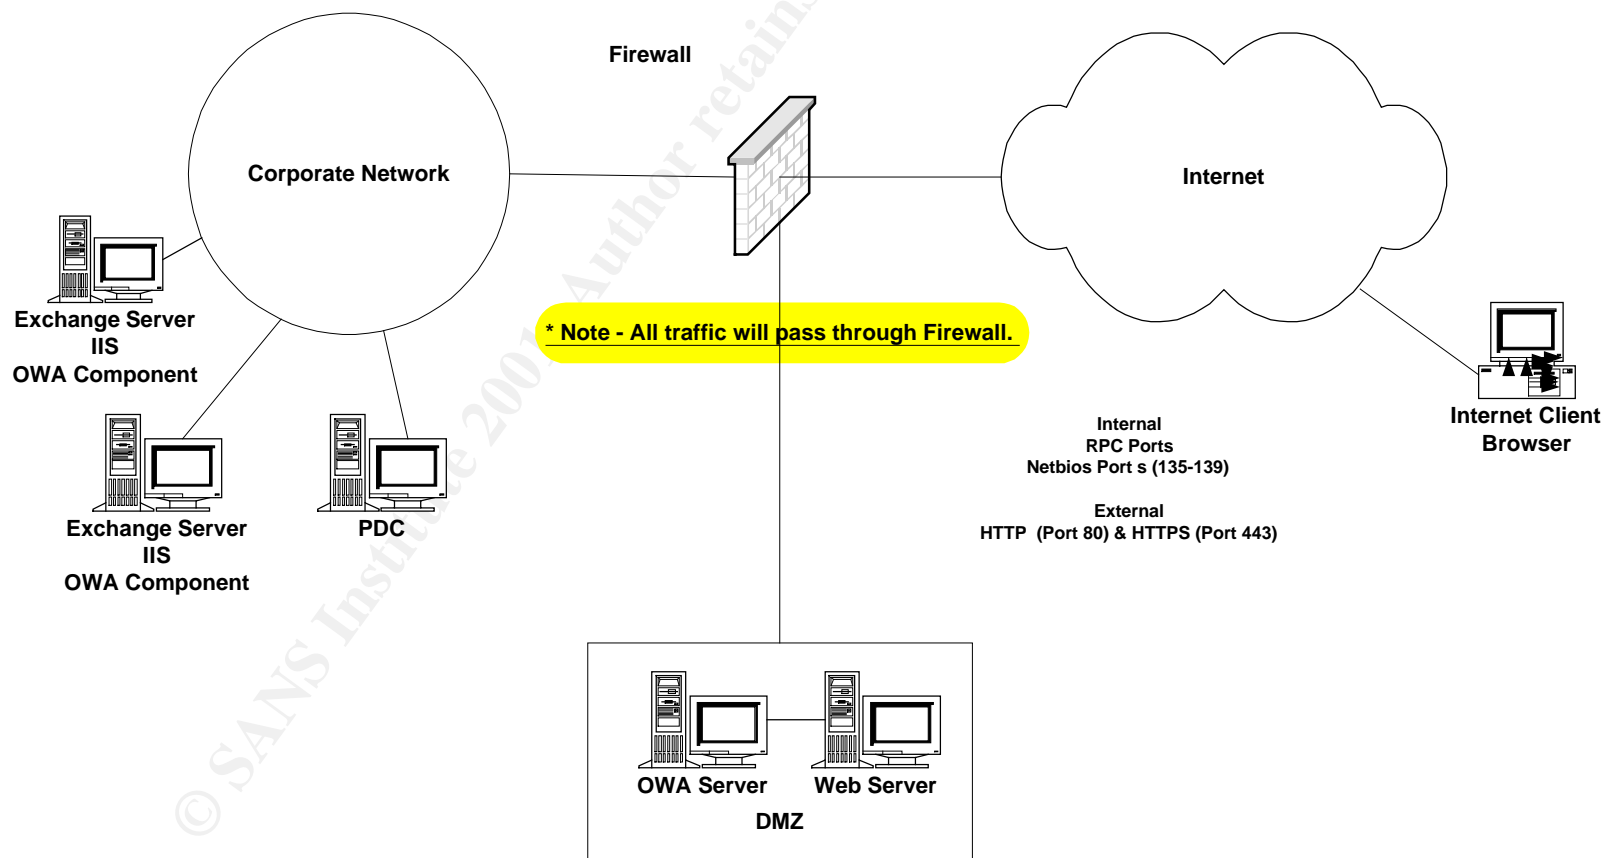 Firewall
Corporate Network
Internet
Exchange Server
IIS
OWA Component
* Note - All traffic will pass through Firewall.
Internet Client
Browser
Internal
RPC Ports
Netbios Port s (135-139)
External
HTTP  (Port 80) & HTTPS (Port 443)
Exchange Server
IIS
OWA Component
PDC
OWA Server
Web Server
DMZ
© SANS Institute 2001 Author retains